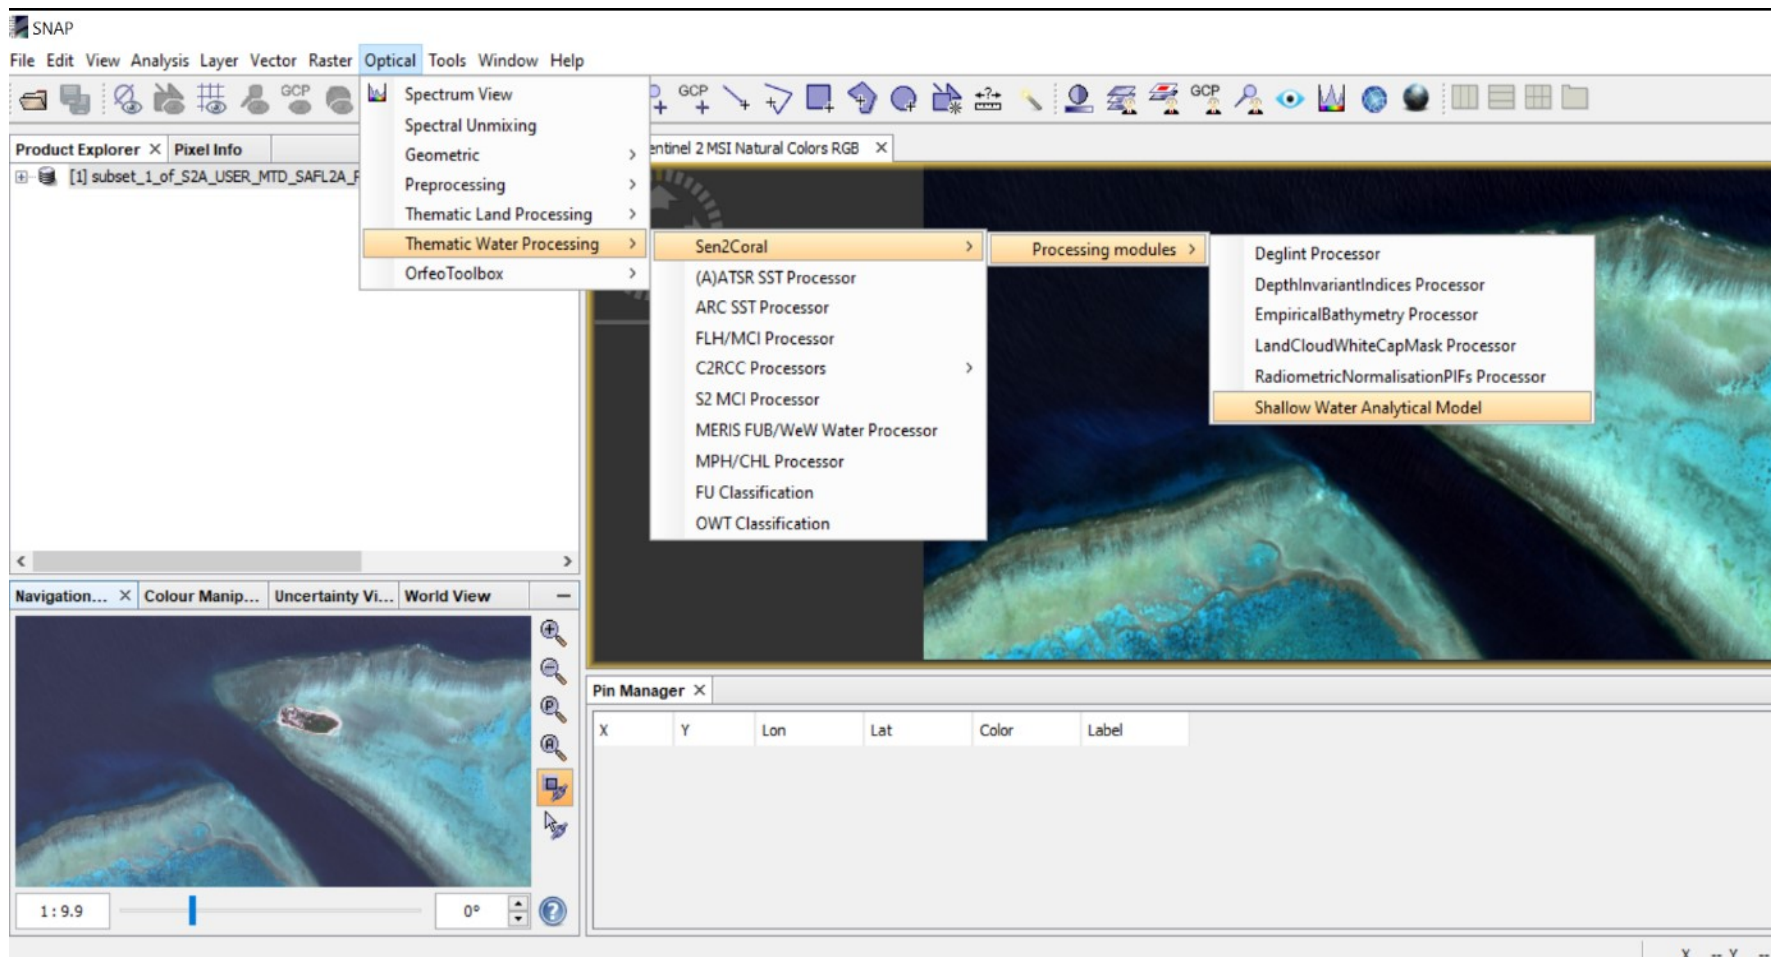 SNAP
File Edit View Analysis Layer Vector Raster Optical Tools Window Help
GCP
GCP
GCP
Spectrum View
Spectral Unmixing
Geometric
Preprocessing
Thematic Land Processing
Thematic Water Processing
OrfeoToolbox
Sen2Coral
(A)ATSR SST Processor
ARC SST Processor
FLH/MCI Processor
C2RCC Processors
S2 MCI Processor
MERIS FUB/WeW Water Processor
MPH/CHL Processor
FU Classification
OWT Classification
Processing modules
Deglint Processor
DepthInvariantIndices Processor
EmpiricalBathymetry Processor
LandCloudWhiteCapMask Processor
RadiometricNormalisationPIFs Processor
Shallow Water Analytical Model
Product Explorer Pixel Info
entinel 2 MSI Natural Colors RGB
[1] subset_1_of_S2A_USER_MTD_SAFL2A_
Navigation... Colour Manip... Uncertainty Vi... World View
1 : 9.9 0°
Pin Manager
X Y Lon Lat Color Label
X -- Y --